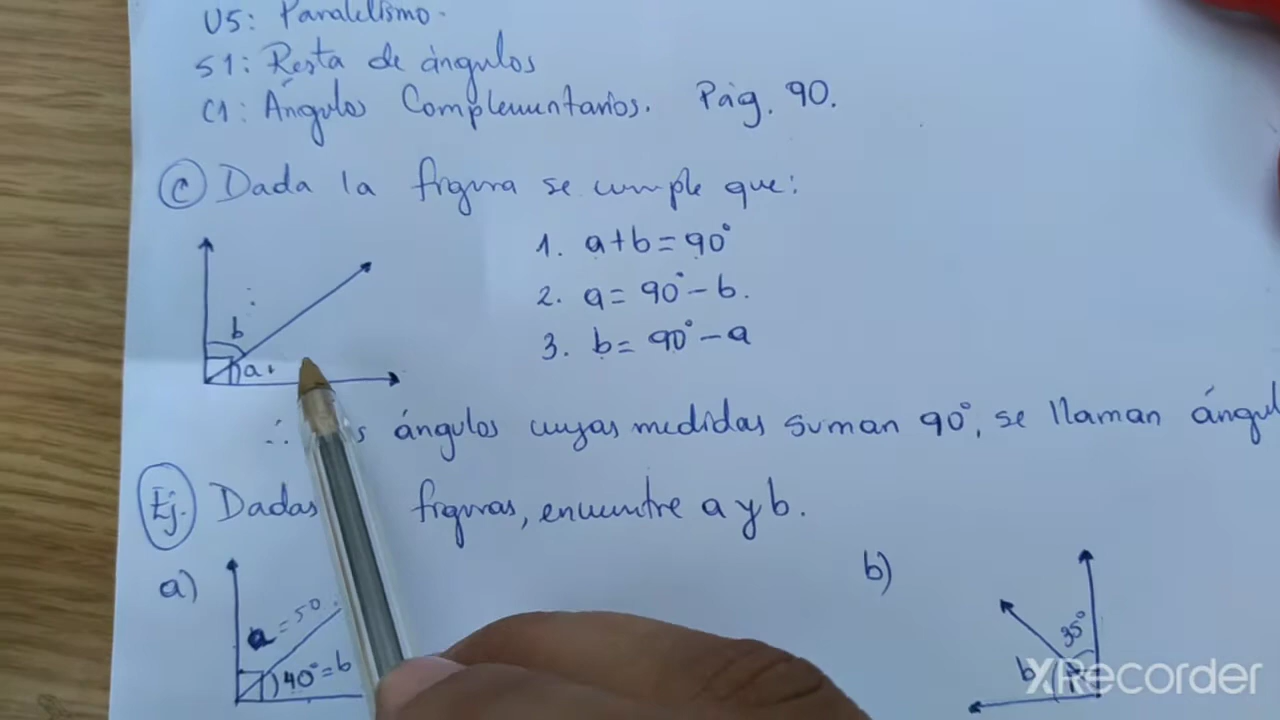 U5: Paralelismo.
S1: Resta de ángulos
C1: Ángulos Complementarios. Pág. 90.
C Dada la figura se cumple que:
1. a+b=90°
2. a= 90°-b.
3. b= 90°-a
b
a
∴ ángulos cuyas medidas suman 90°, se llaman
Ej. Dadas figuras, encuentre a y b.
a)
a=50
40°=b
b)
35°
b
XRecorder